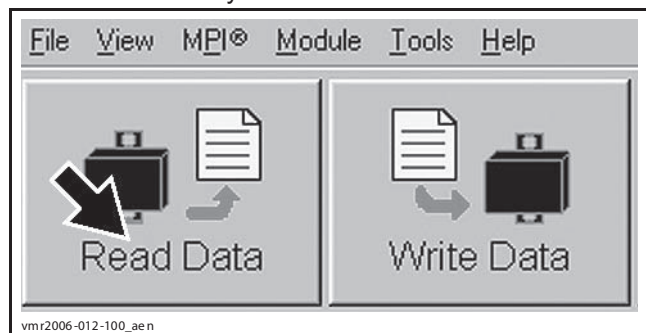 File View MPI® Module Tools Help
Read Data Write Data
vmr2006-012-100_aen